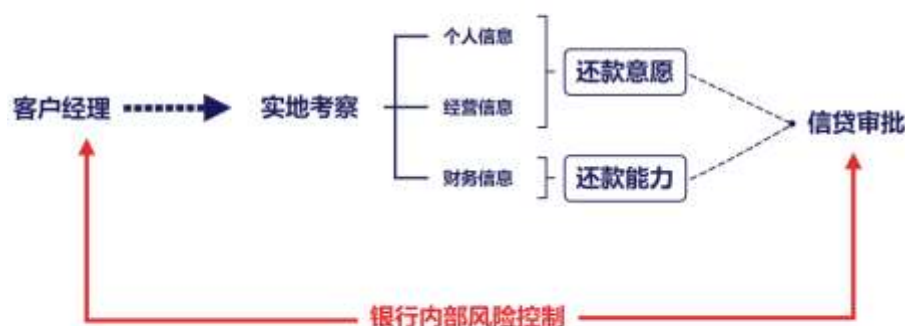 个人信息
还款意愿
客户经理
实地考察
经营信息
信贷审批
财务信息
还款能力
银行内部风险控制